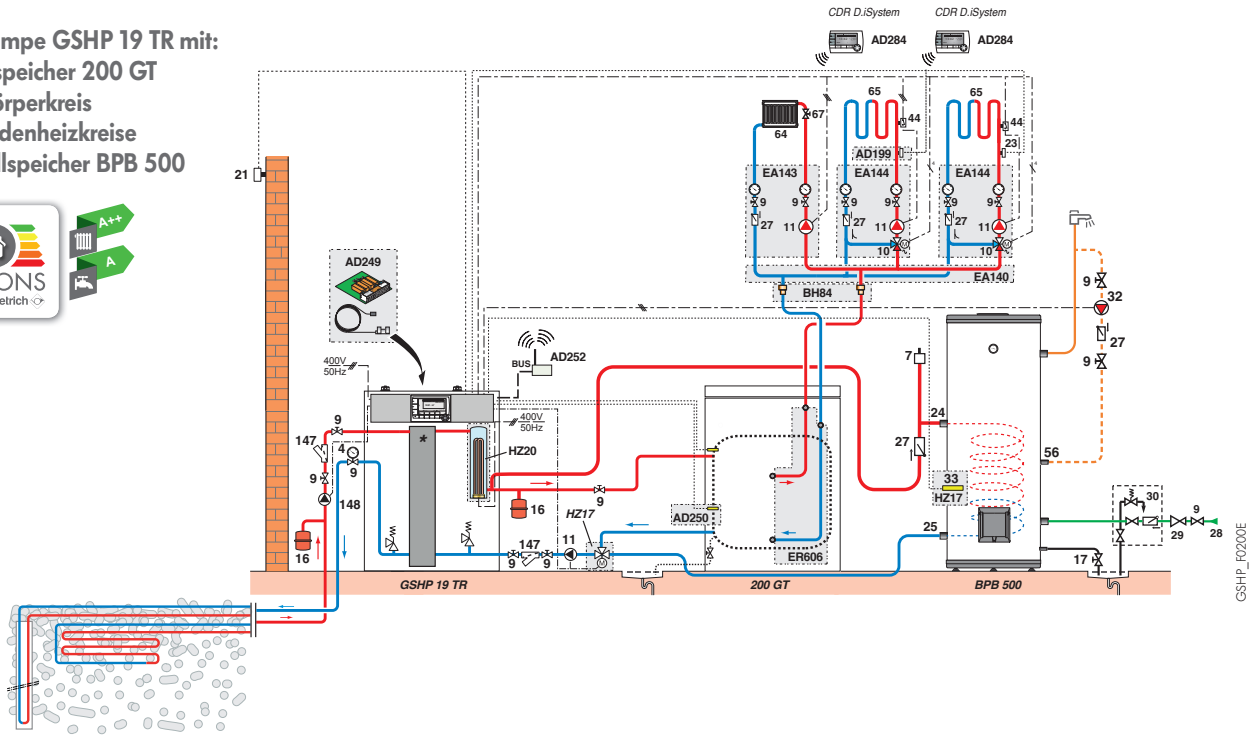 mpe GSHP 19 TR mit:
speicher 200 GT
örperkreis
denheizkreise
llspeicher BPB 500
A++
A
ONS
etrich
CDR D.iSystem
AD284
CDR D.iSystem
AD284
21
64
67
65
44
65
44
23
AD199
EA143
EA144
EA144
9
9
9
9
9
9
27
11
27
11
27
11
10
10
M
M
EA140
BH84
AD249
400V
50Hz
BUS
AD252
400V
50Hz
7
9
32
27
9
24
27
56
33
HZ17
25
9
147
4
9
9
148
16
*
HZ20
16
9
HZ17
147
9
9
11
M
AD250
ER606
30
9
29
28
17
GSHP 19 TR
200 GT
BPB 500
GSHP_F0200E